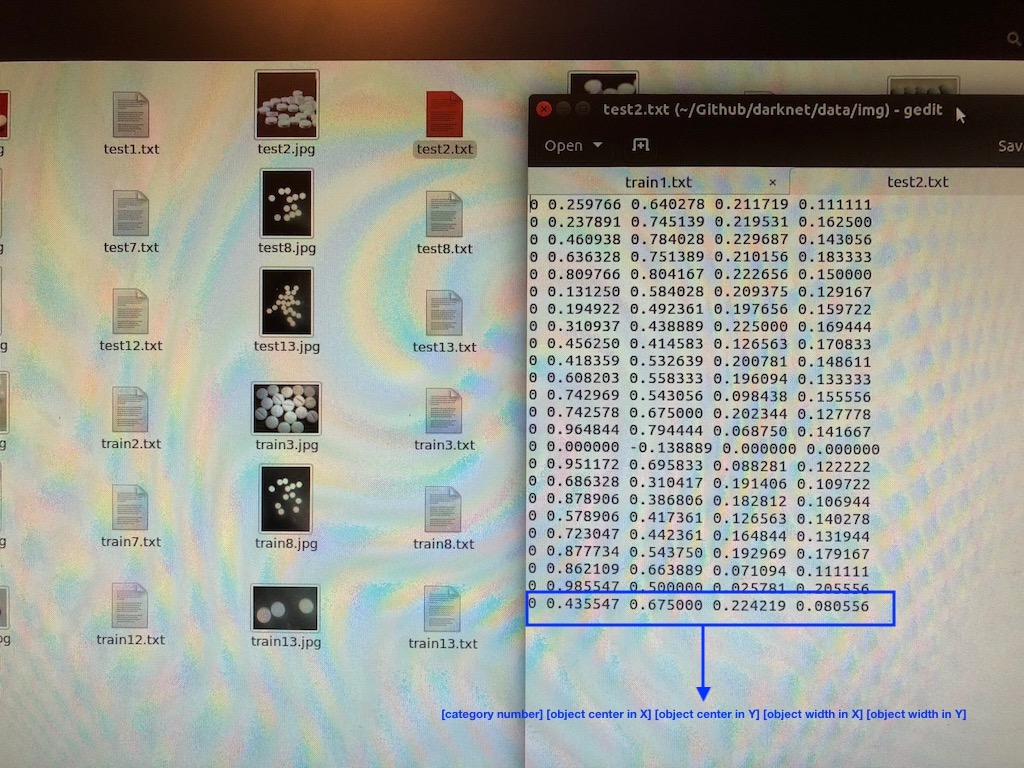 test2.txt (~/Github/darknet/data/img) - gedit
Open
Save
train1.txt ×
test2.txt
0 0.259766 0.640278 0.211719 0.111111
0 0.237891 0.745139 0.219531 0.162500
0 0.460938 0.784028 0.229687 0.143056
0 0.636328 0.751389 0.210156 0.183333
0 0.809766 0.804167 0.222656 0.150000
0 0.131250 0.584028 0.209375 0.129167
0 0.194922 0.492361 0.197656 0.159722
0 0.310937 0.438889 0.225000 0.169444
0 0.456250 0.414583 0.126563 0.170833
0 0.418359 0.532639 0.200781 0.148611
0 0.608203 0.558333 0.196094 0.133333
0 0.742969 0.543056 0.098438 0.155556
0 0.742578 0.675000 0.202344 0.127778
0 0.964844 0.794444 0.068750 0.141667
0 0.000000 -0.138889 0.000000 0.000000
0 0.951172 0.695833 0.088281 0.122222
0 0.686328 0.310417 0.191406 0.109722
0 0.878906 0.386806 0.182812 0.106944
0 0.578906 0.417361 0.126563 0.140278
0 0.723047 0.442361 0.164844 0.131944
0 0.877734 0.543750 0.192969 0.179167
0 0.862109 0.663889 0.071094 0.111111
0 0.985547 0.500000 0.025781 0.205556
0 0.435547 0.675000 0.224219 0.080556
[category number] [object center in X] [object center in Y] [object width in X] [object width in Y]
test1.txt test2.jpg test2.txt
test7.txt test8.jpg test8.txt
test12.txt test13.jpg test13.txt
train2.txt train3.jpg train3.txt
train7.txt train8.jpg train8.txt
train12.txt train13.jpg train13.txt